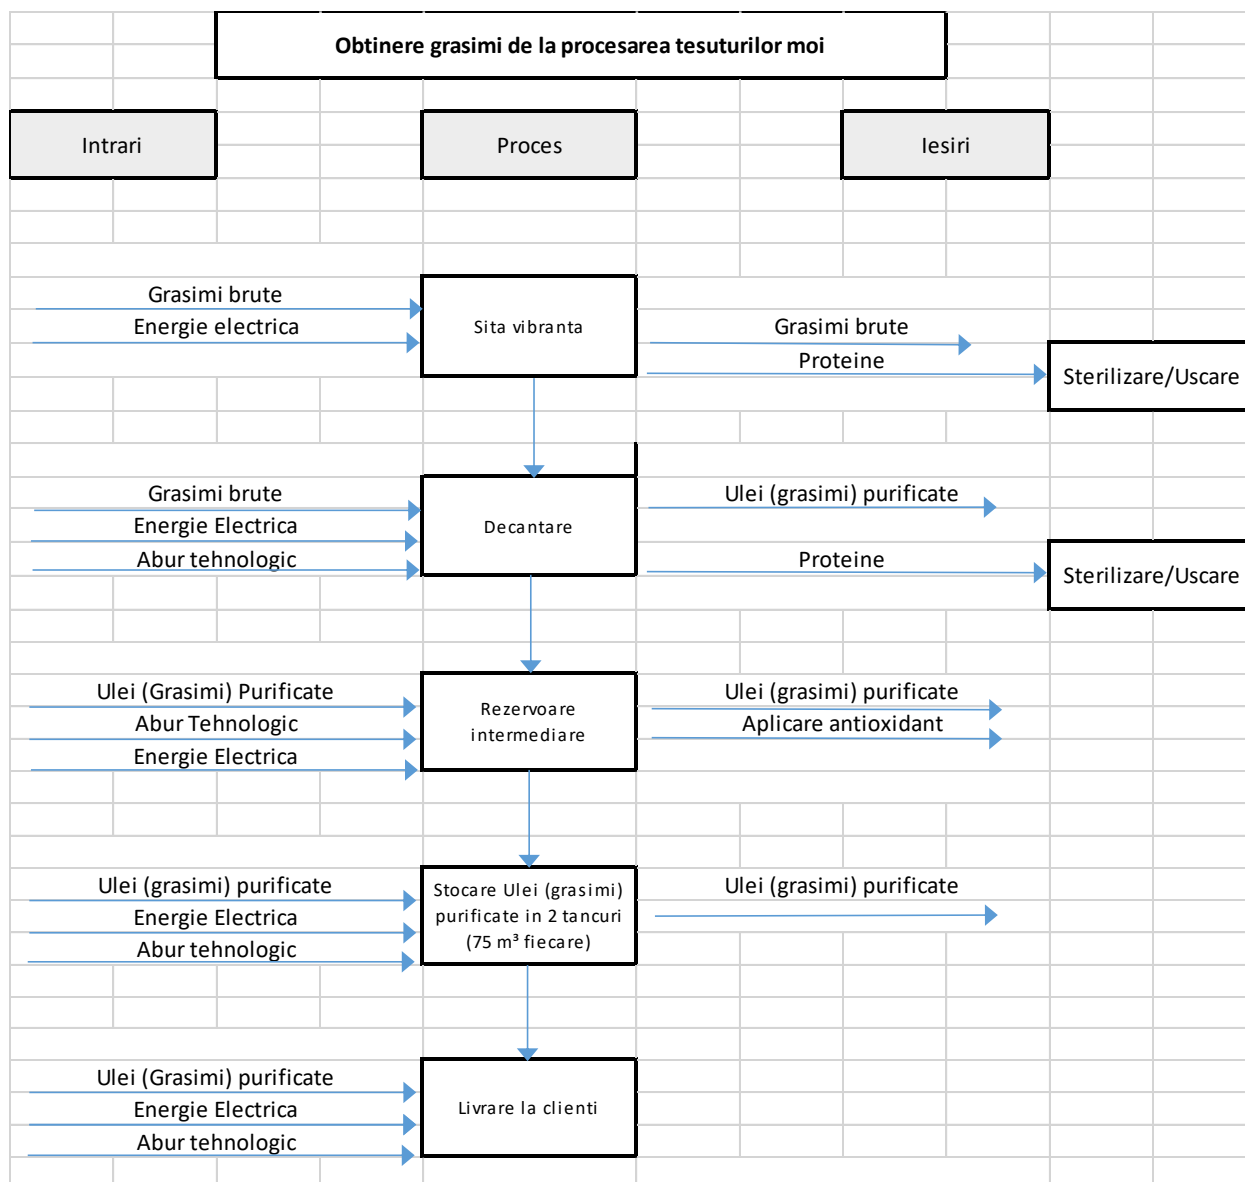 Obtinere grasimi de la procesarea tesuturilor moi
Intrari
Proces
Iesiri
Grasimi brute
Energie electrica
Sita vibranta
Grasimi brute
Proteine
Sterilizare/Uscare
Grasimi brute
Energie Electrica
Abur tehnologic
Decantare
Ulei (grasimi) purificate
Proteine
Sterilizare/Uscare
Ulei (Grasimi) Purificate
Abur Tehnologic
Energie Electrica
Rezervoare
intermediare
Ulei (grasimi) purificate
Aplicare antioxidant
Ulei (grasimi) purificate
Energie Electrica
Abur tehnologic
Stocare Ulei (grasimi)
purificate in 2 tancuri
(75 m³ fiecare)
Ulei (grasimi) purificate
Ulei (Grasimi) purificate
Energie Electrica
Abur tehnologic
Livrare la clienti